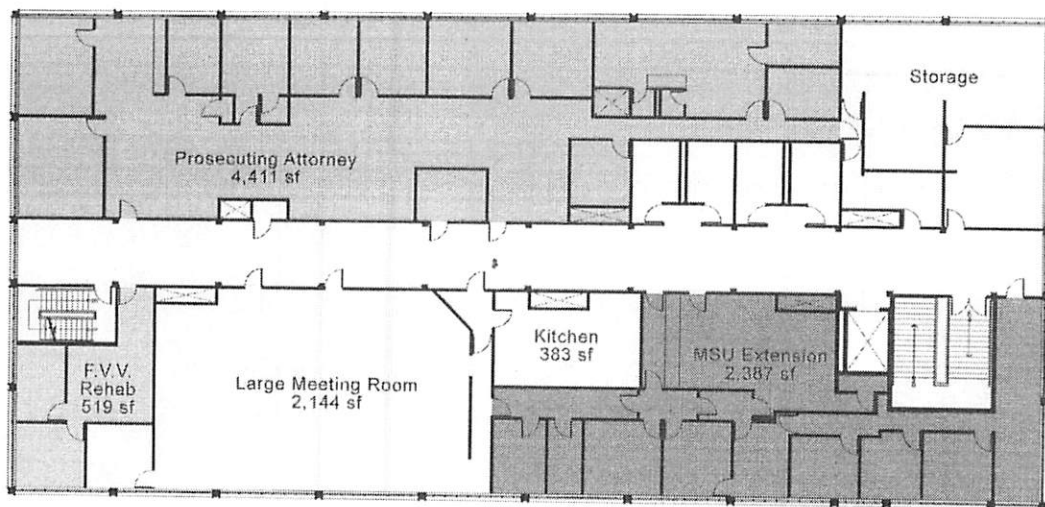 Storage
Prosecuting Attorney
4,411 sf
Kitchen
383 sf
MSU Extension
2,387 sf
F.V.V.
Rehab
519 sf
Large Meeting Room
2,144 sf